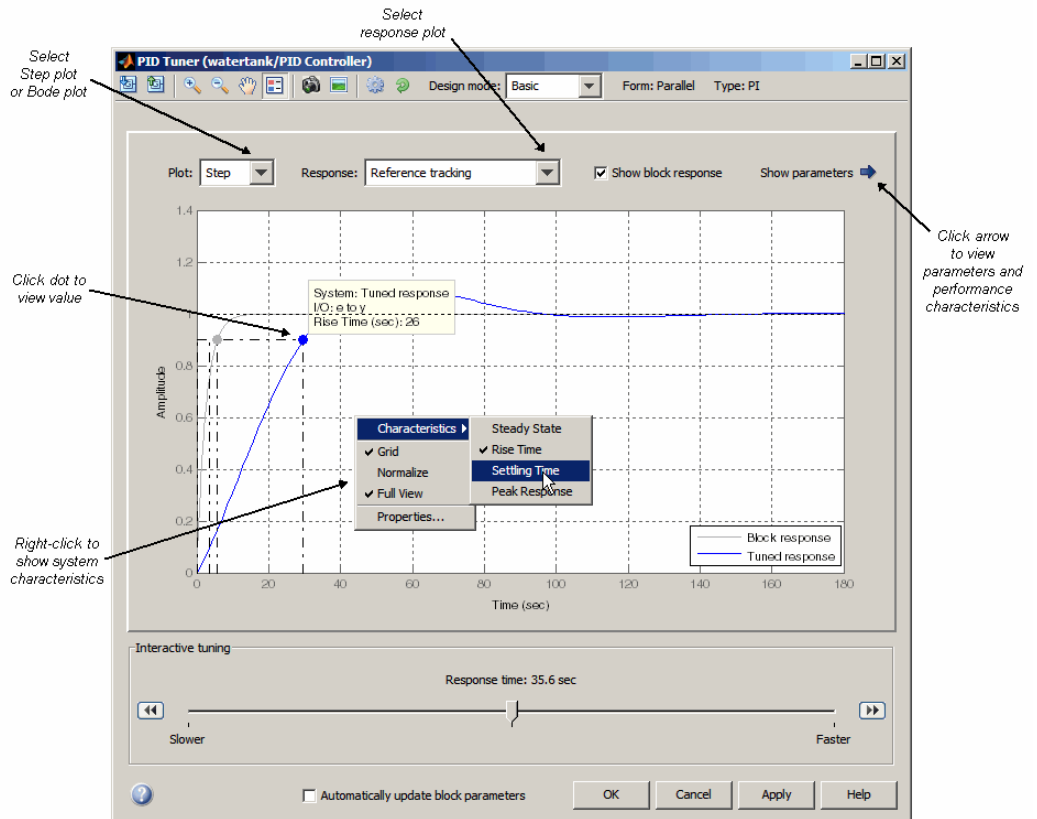 Select
response plot
Select
Step plot
or Bode plot
PID Tuner (watertank/PID Controller)
Design mode: Basic Form: Parallel Type: PI
Plot: Step Response: Reference tracking Show block response Show parameters
Click arrow
to view
parameters and
performance
characteristics
Click dot to
view value
1.4
1.2
1.0
0.8
0.6
0.4
0.2
0
Amplitude
System: Tuned response
I/O: e to y
Rise Time (sec): 26
Characteristics
Grid
Normalize
Full View
Properties...
Steady State
Rise Time
Settling Time
Peak Response
Right-click to
show system
characteristics
Block response
Tuned response
0 20 40 60 80 100 120 140 160 180
Time (sec)
Interactive tuning
Response time: 35.6 sec
Slower Faster
? Automatically update block parameters OK Cancel Apply Help